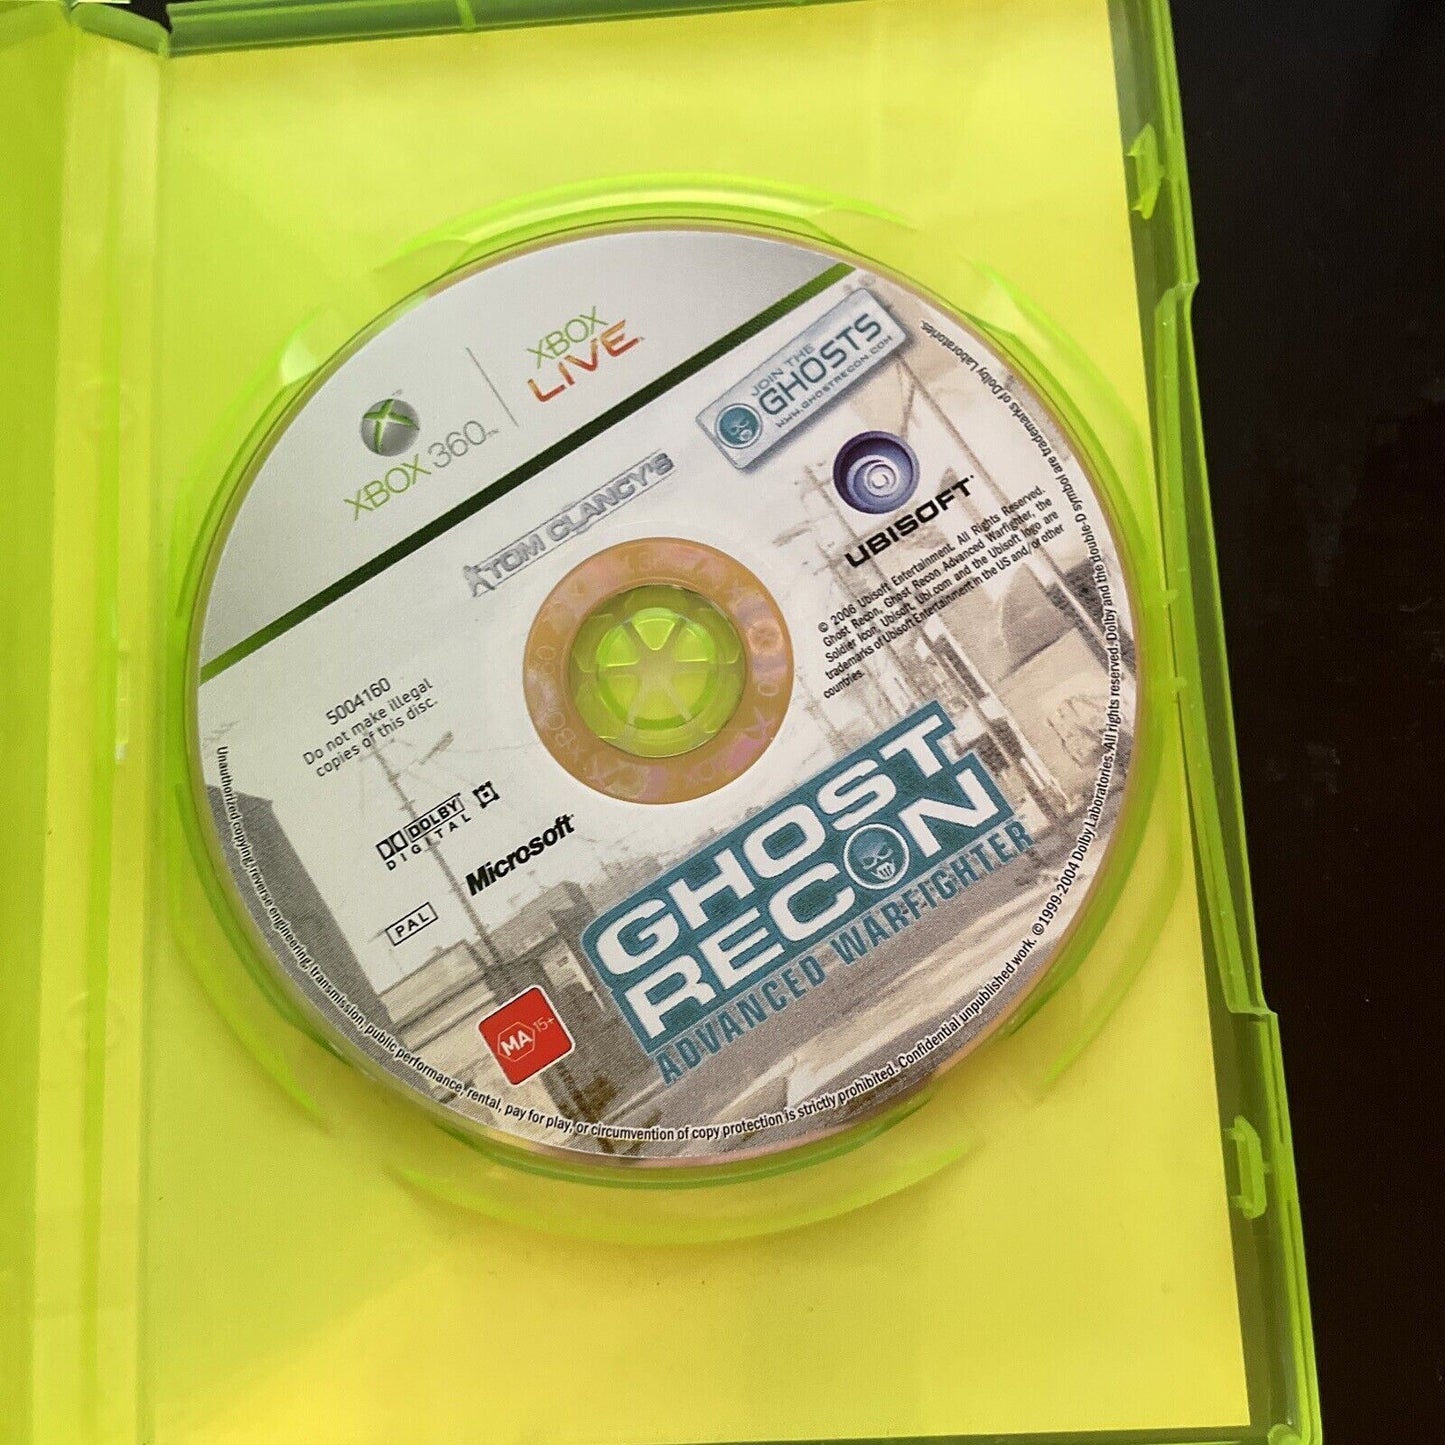 XBOX 360™
XBOX
LIVE
JOIN THE
GHOSTS
WWW.GHOSTRECON.COM
TOM CLANCY'S
UBISOFT
© 2006 Ubisoft Entertainment. All Rights Reserved.
Ghost Recon, Ghost Recon Advanced Warfighter, the
Soldier Icon, Ubisoft, Ubi.com and the Ubisoft logo are
trademarks of Ubisoft Entertainment in the US and/or other
countries.
5004160
Do not make illegal
copies of this disc.
DOLBY
DIGITAL
Microsoft
PAL
MA 15+
GHOST
RECON
ADVANCED WARFIGHTER
Unauthorized copying, reverse engineering, transmission, public performance, rental, pay for play, or circumvention of copy protection is strictly prohibited. Confidential unpublished work. ©1999-2004 Dolby Laboratories. All rights reserved. Dolby and the double-D symbol are trademarks of Dolby Laboratories.